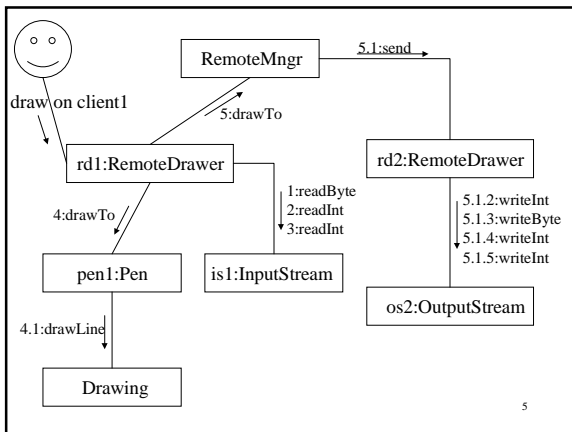 RemoteMngr
5.1:send
draw on client1
5:drawTo
rd1:RemoteDrawer
rd2:RemoteDrawer
1:readByte
2:readInt
3:readInt
4:drawTo
5.1.2:writeInt
5.1.3:writeByte
5.1.4:writeInt
5.1.5:writeInt
pen1:Pen
is1:InputStream
os2:OutputStream
4.1:drawLine
Drawing
5